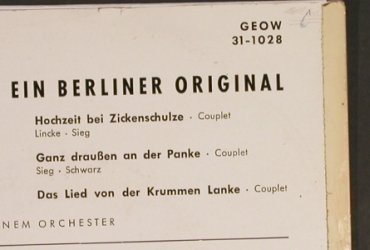 GEOW
31-1028
EIN BERLINER ORIGINAL
Hochzeit bei Zickenschulze · Couplet
Lincke · Sieg
Ganz draußen an der Panke · Couplet
Sieg · Schwarz
Das Lied von der Krummen Lanke · Couplet
NEM ORCHESTER